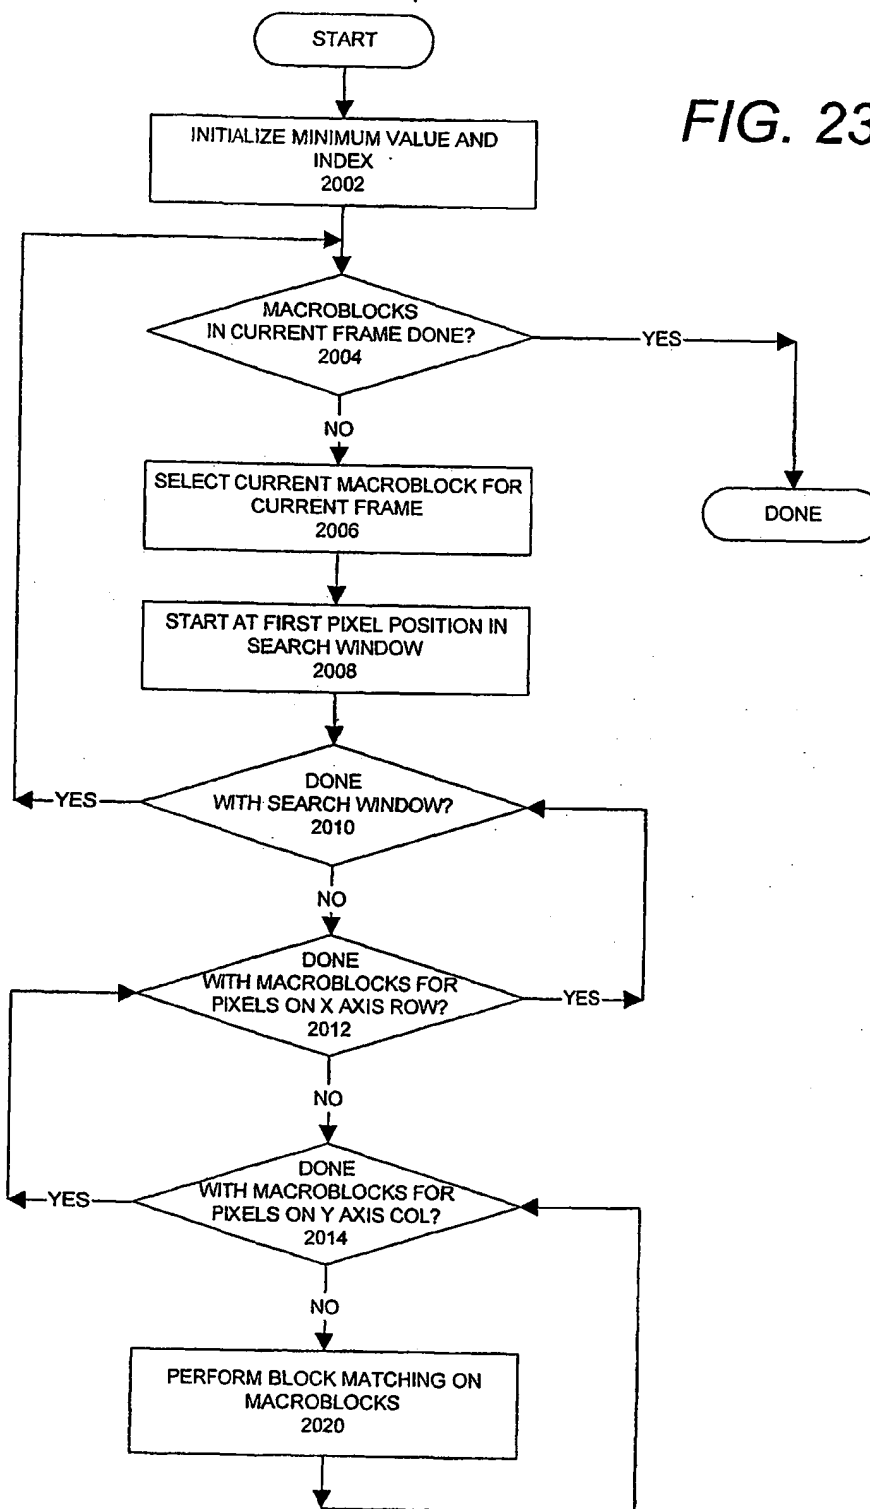 START
FIG. 23
INITIALIZE MINIMUM VALUE AND
INDEX
2002
MACROBLOCKS
IN CURRENT FRAME DONE?
2004
YES
NO
SELECT CURRENT MACROBLOCK FOR
CURRENT FRAME
2006
DONE
START AT FIRST PIXEL POSITION IN
SEARCH WINDOW
2008
DONE
WITH SEARCH WINDOW?
2010
YES
NO
DONE
WITH MACROBLOCKS FOR
PIXELS ON X AXIS ROW?
2012
YES
NO
DONE
WITH MACROBLOCKS FOR
PIXELS ON Y AXIS COL?
2014
YES
NO
PERFORM BLOCK MATCHING ON
MACROBLOCKS
2020